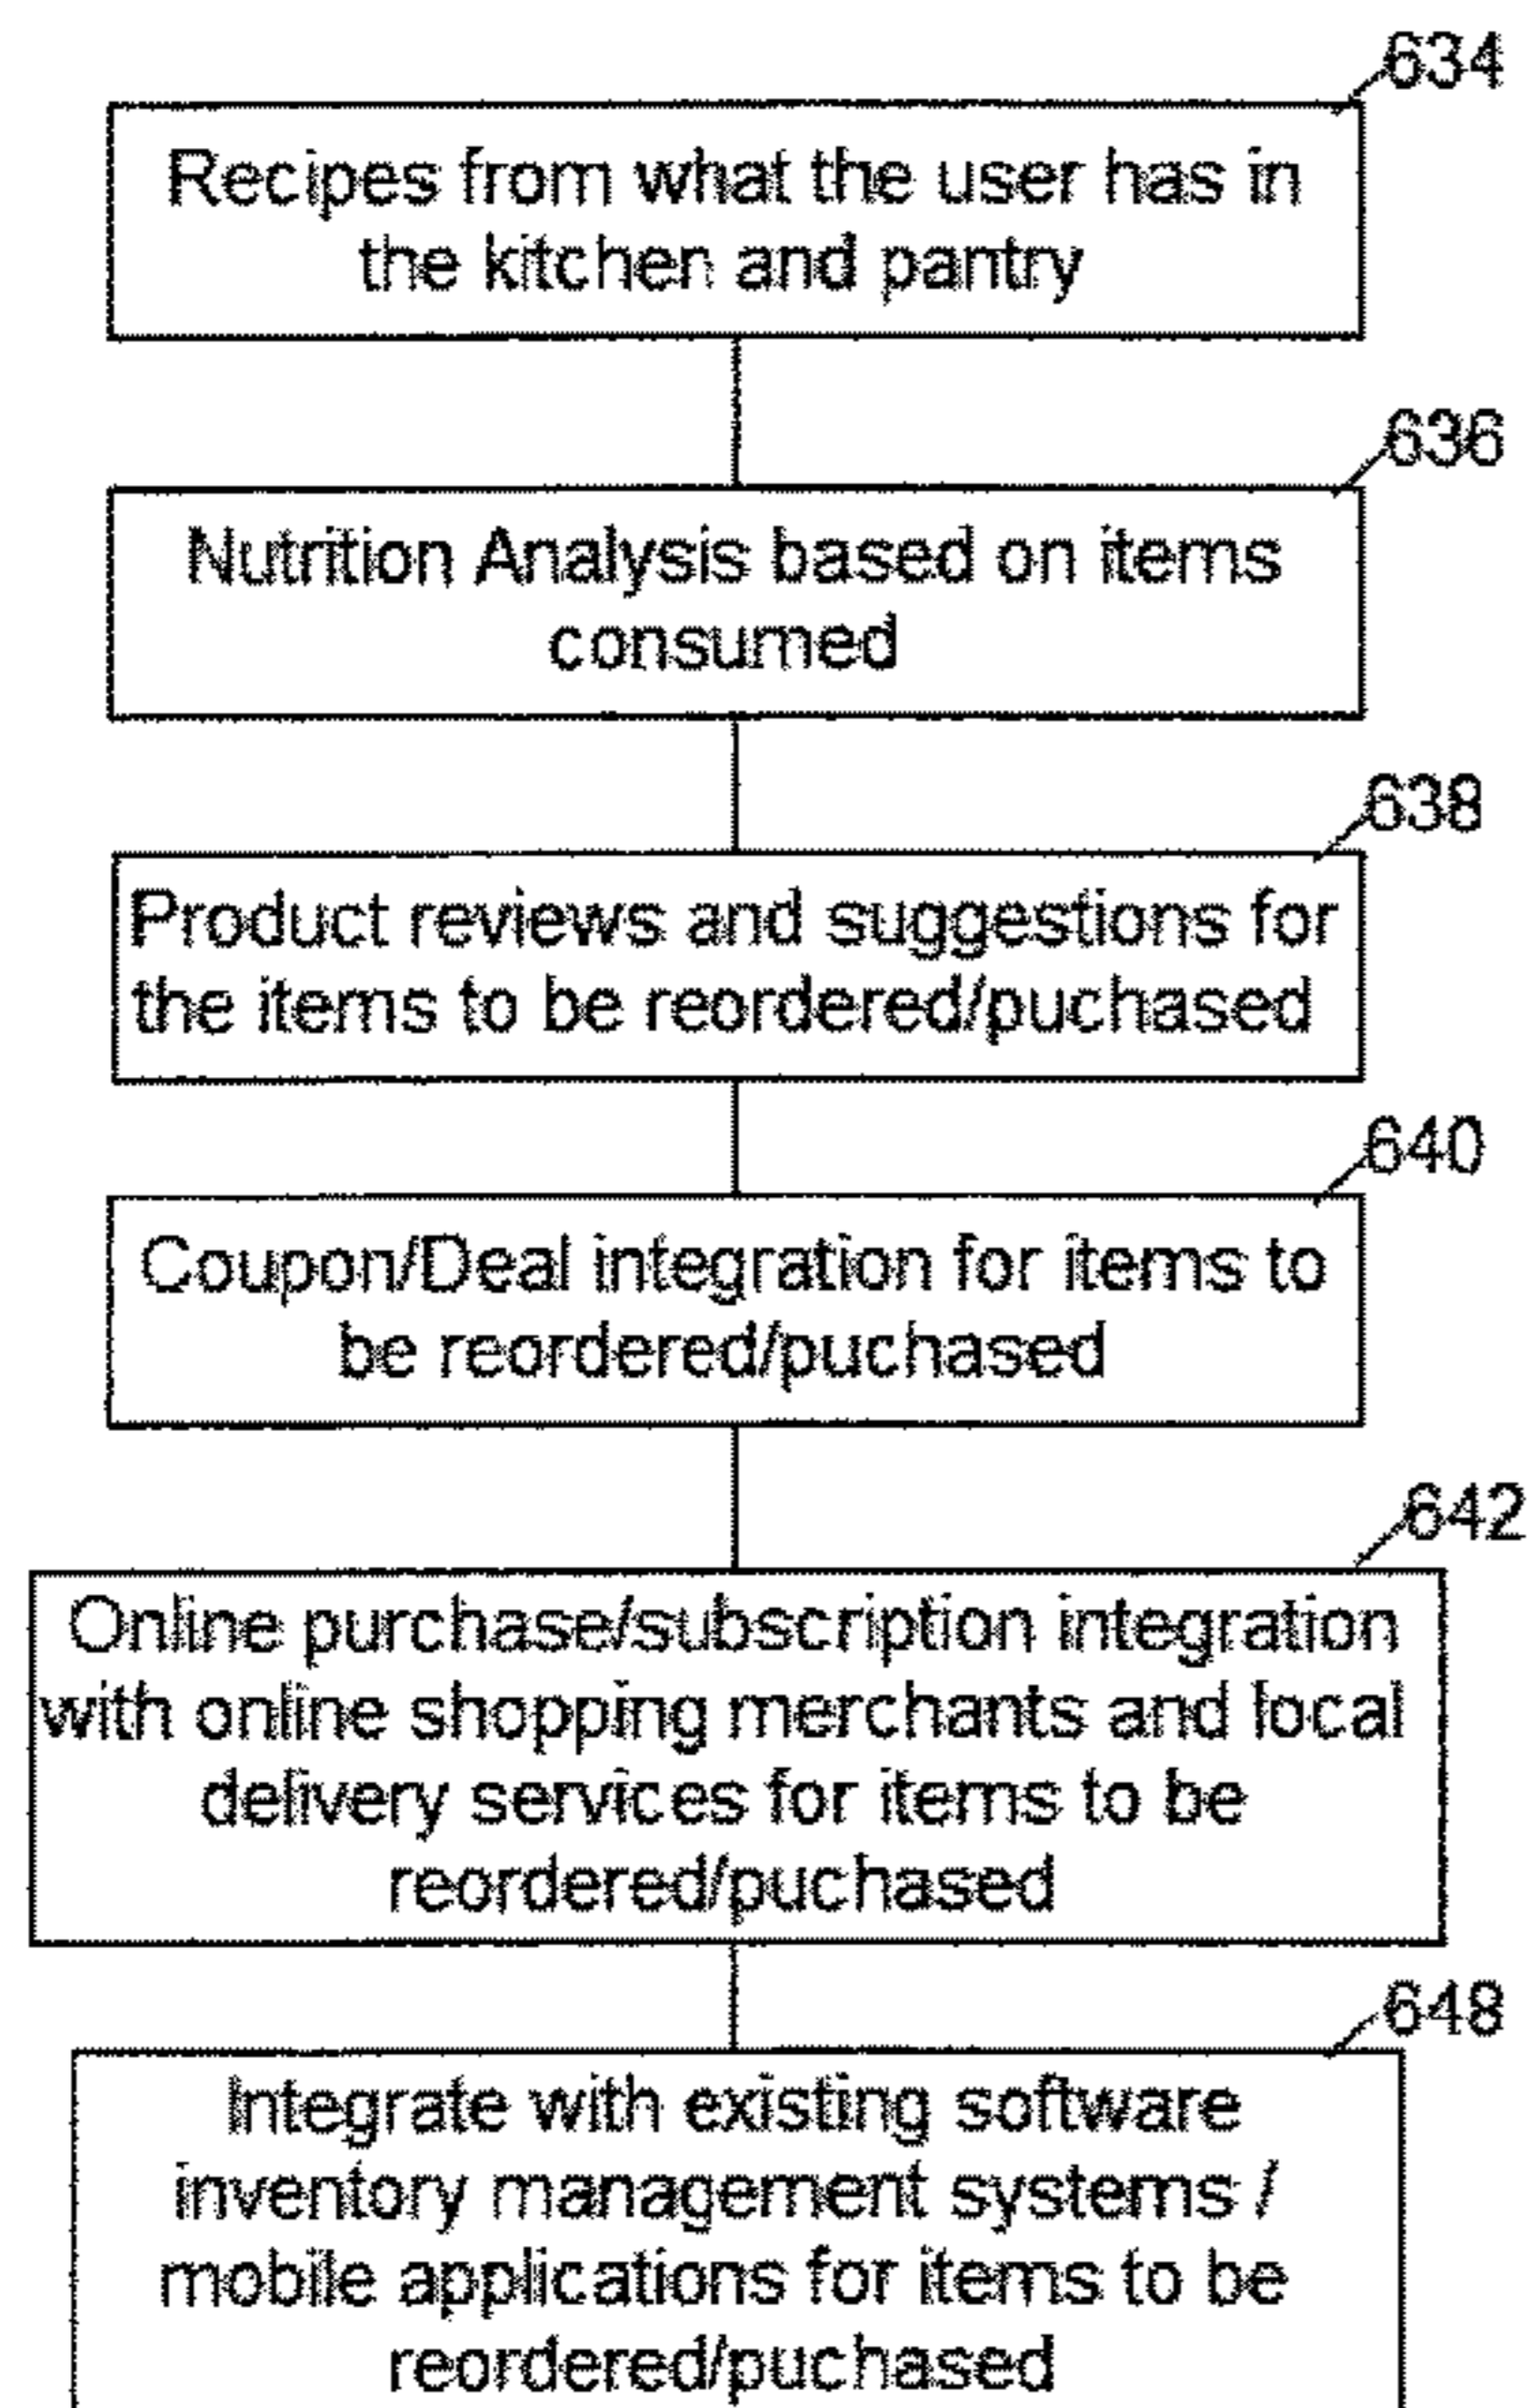 634
Recipes from what the user has in
the kitchen and pantry
636
Nutrition Analysis based on items
consumed
638
Product reviews and suggestions for
the items to be reordered/puchased
640
Coupon/Deal integration for items to
be reordered/puchased
642
Online purchase/subscription integration
with online shopping merchants and local
delivery services for items to be
reordered/puchased
648
Integrate with existing software
inventory management systems /
mobile applications for items to be
reordered/puchased